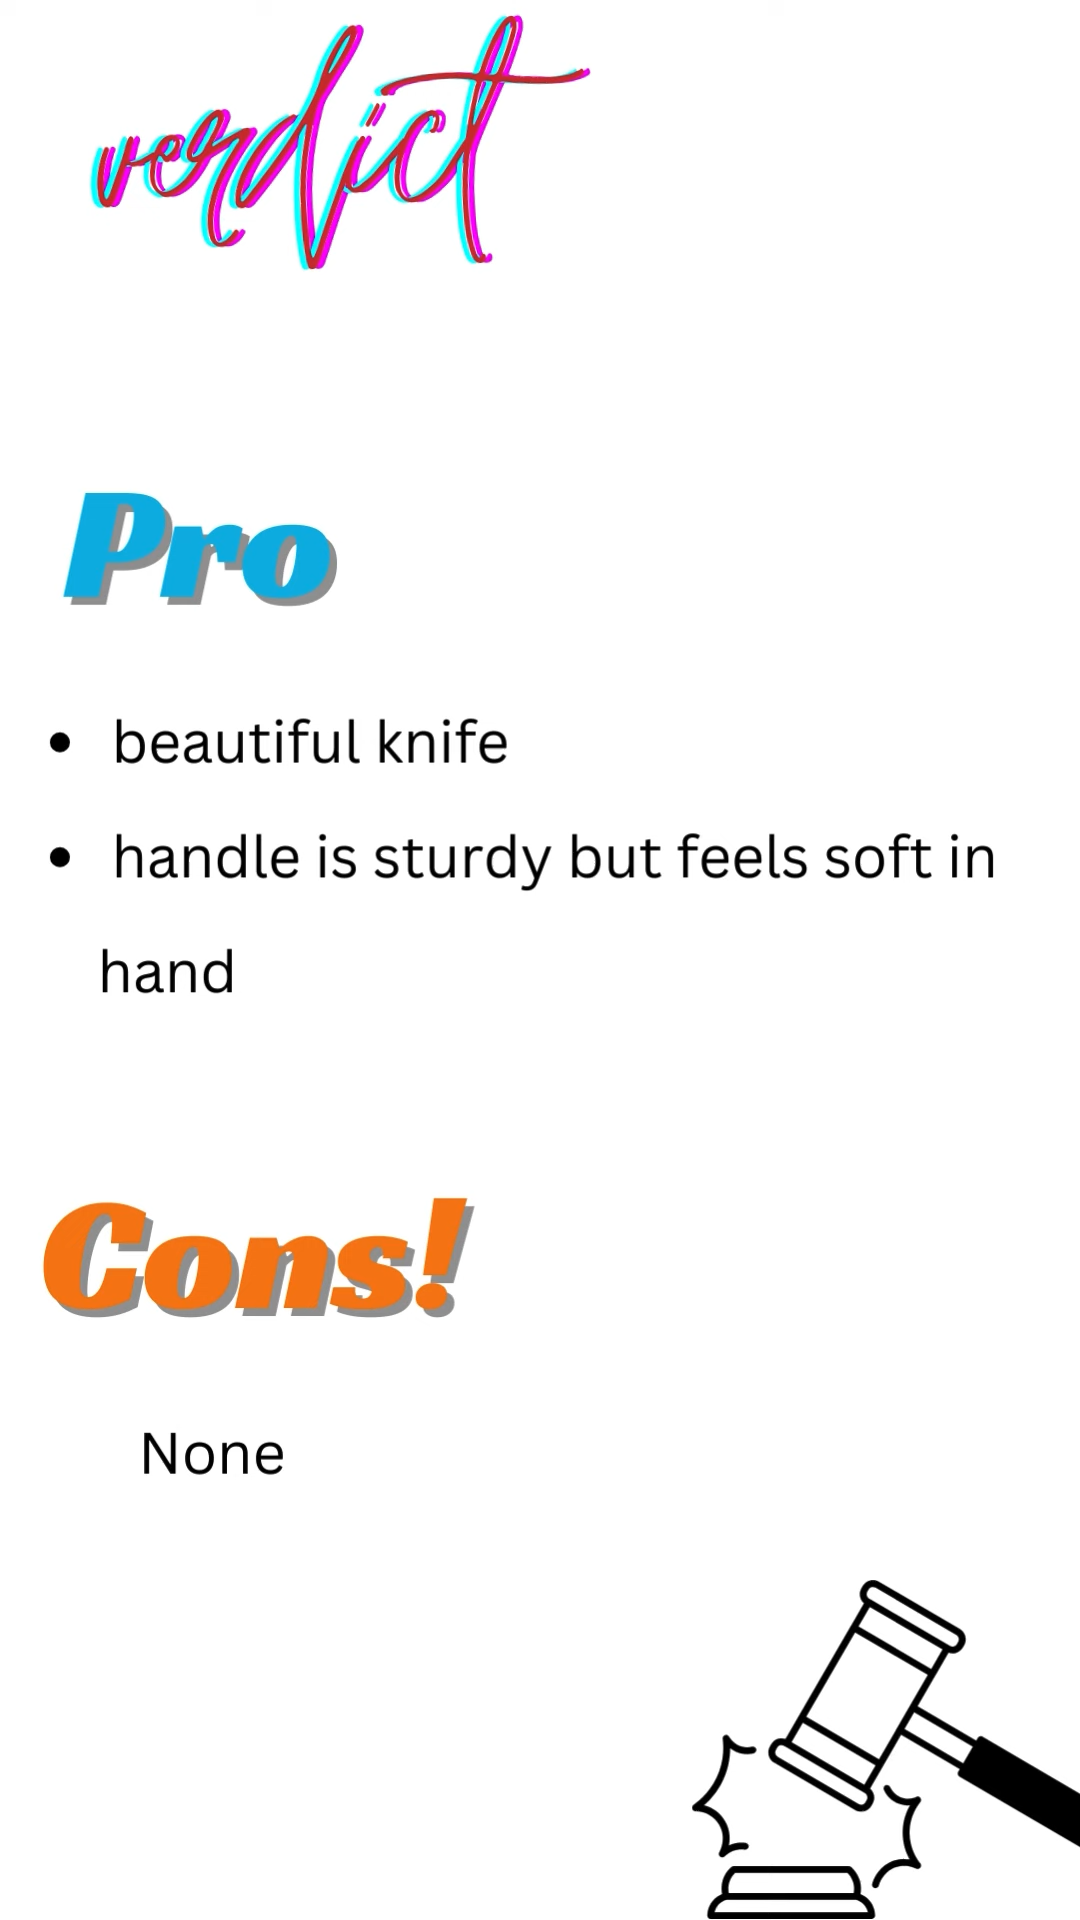 verdict
Pro
• beautiful knife
• handle is sturdy but feels soft in
hand
Cons!
None